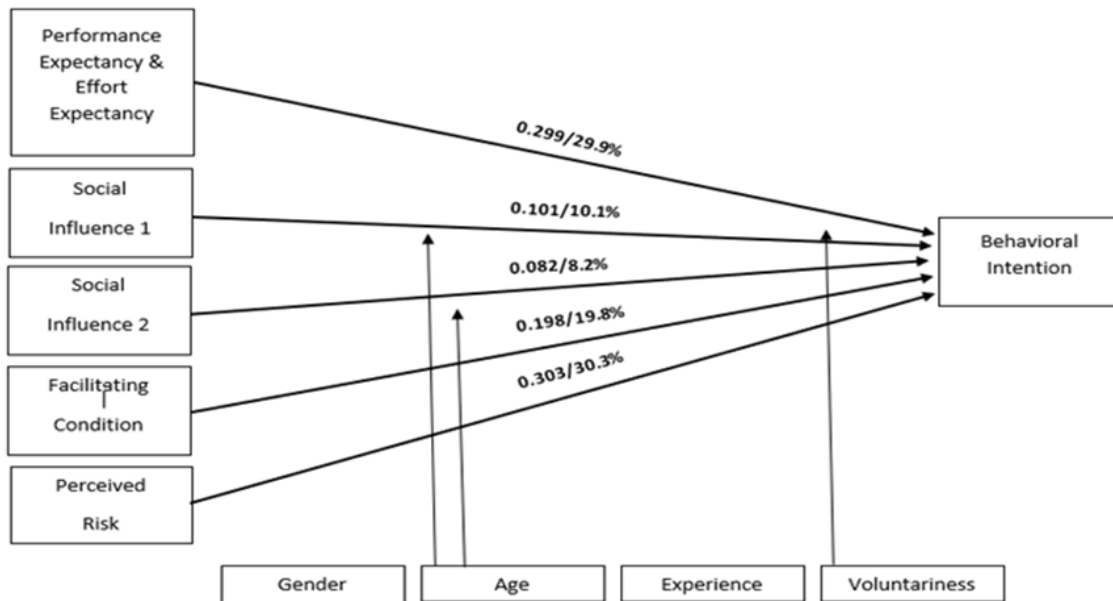 Performance
Expectancy &
Effort
Expectancy
0.299/29.9%
Social
Influence 1
0.101/10.1%
Behavioral
Intention
Social
Influence 2
0.082/8.2%
0.198/19.8%
Facilitating
Condition
0.303/30.3%
Perceived
Risk
Gender
Age
Experience
Voluntariness